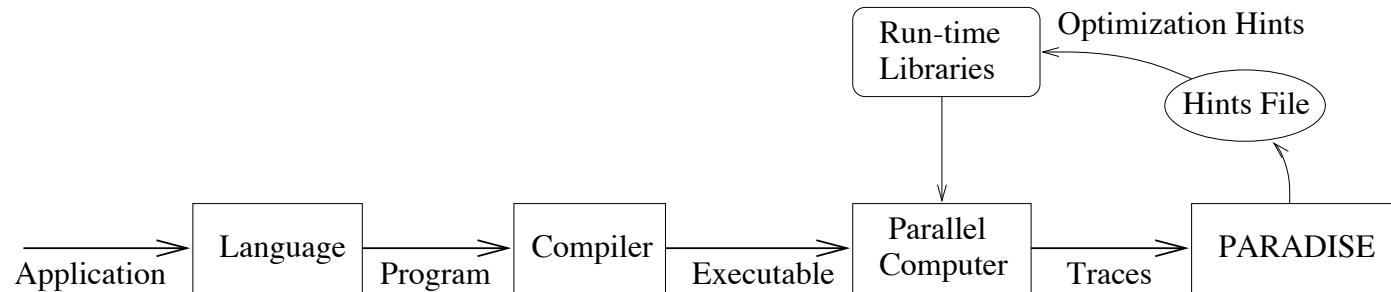 Run-time
Libraries
Optimization Hints
Hints File
Application
Language
Program
Compiler
Executable
Parallel
Computer
Traces
PARADISE